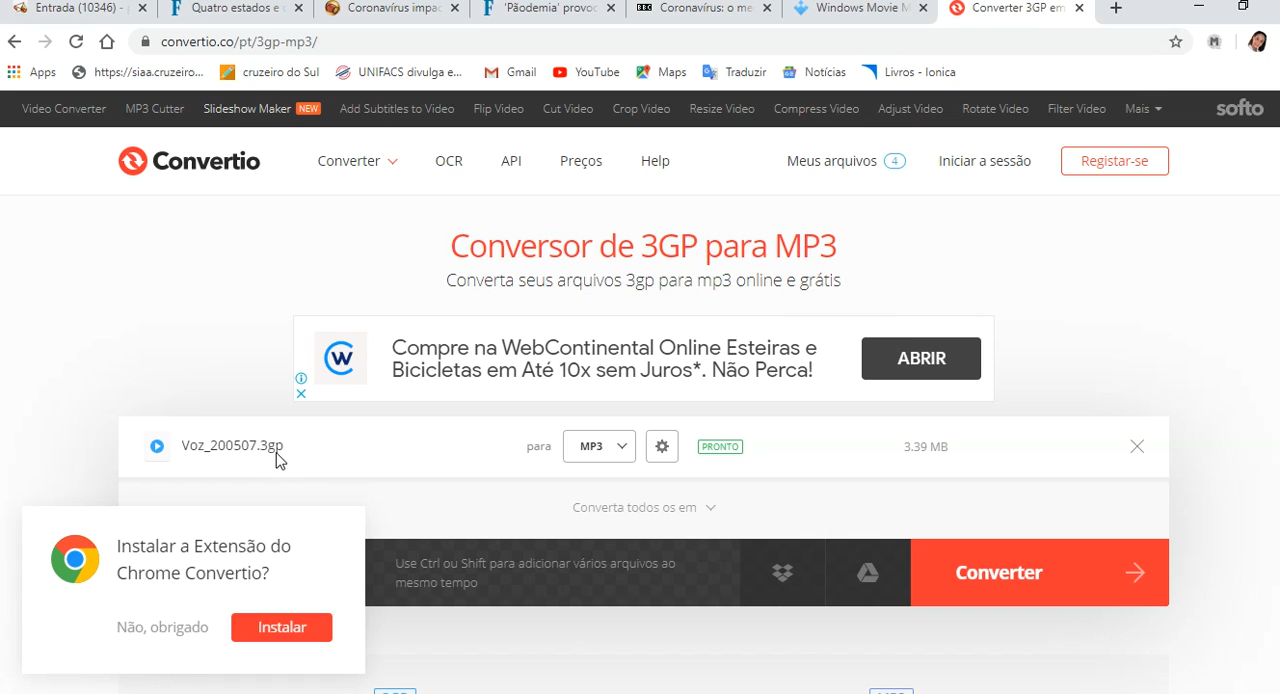 Entrada (10346) -
Quatro estados e
Coronavírus impac
'Pãodemia' provoc
BBC
Coronavírus: o me
Windows Movie M
Converter 3GP em
convertio.co/pt/3gp-mp3/
M
Apps
https://siaa.cruzeiro...
cruzeiro do Sul
UNIFACS divulga e...
Gmail
YouTube
Maps
Traduzir
Notícias
Livros - Ionica
Video Converter
MP3 Cutter
Slideshow Maker NEW
Add Subtitles to Video
Flip Video
Cut Video
Crop Video
Resize Video
Compress Video
Adjust Video
Rotate Video
Filter Video
Mais
softo
Convertio
Converter
OCR
API
Preços
Help
Meus arquivos 4
Iniciar a sessão
Registar-se
Conversor de 3GP para MP3
Converta seus arquivos 3gp para mp3 online e grátis
W
Compre na WebContinental Online Esteiras e
Bicicletas em Até 10x sem Juros*. Não Perca!
ABRIR
Voz_200507.3gp
para
MP3
PRONTO
3.39 MB
Converta todos os em
Instalar a Extensão do
Chrome Convertio?
Não, obrigado
Instalar
Use Ctrl ou Shift para adicionar vários arquivos ao
mesmo tempo
Converter